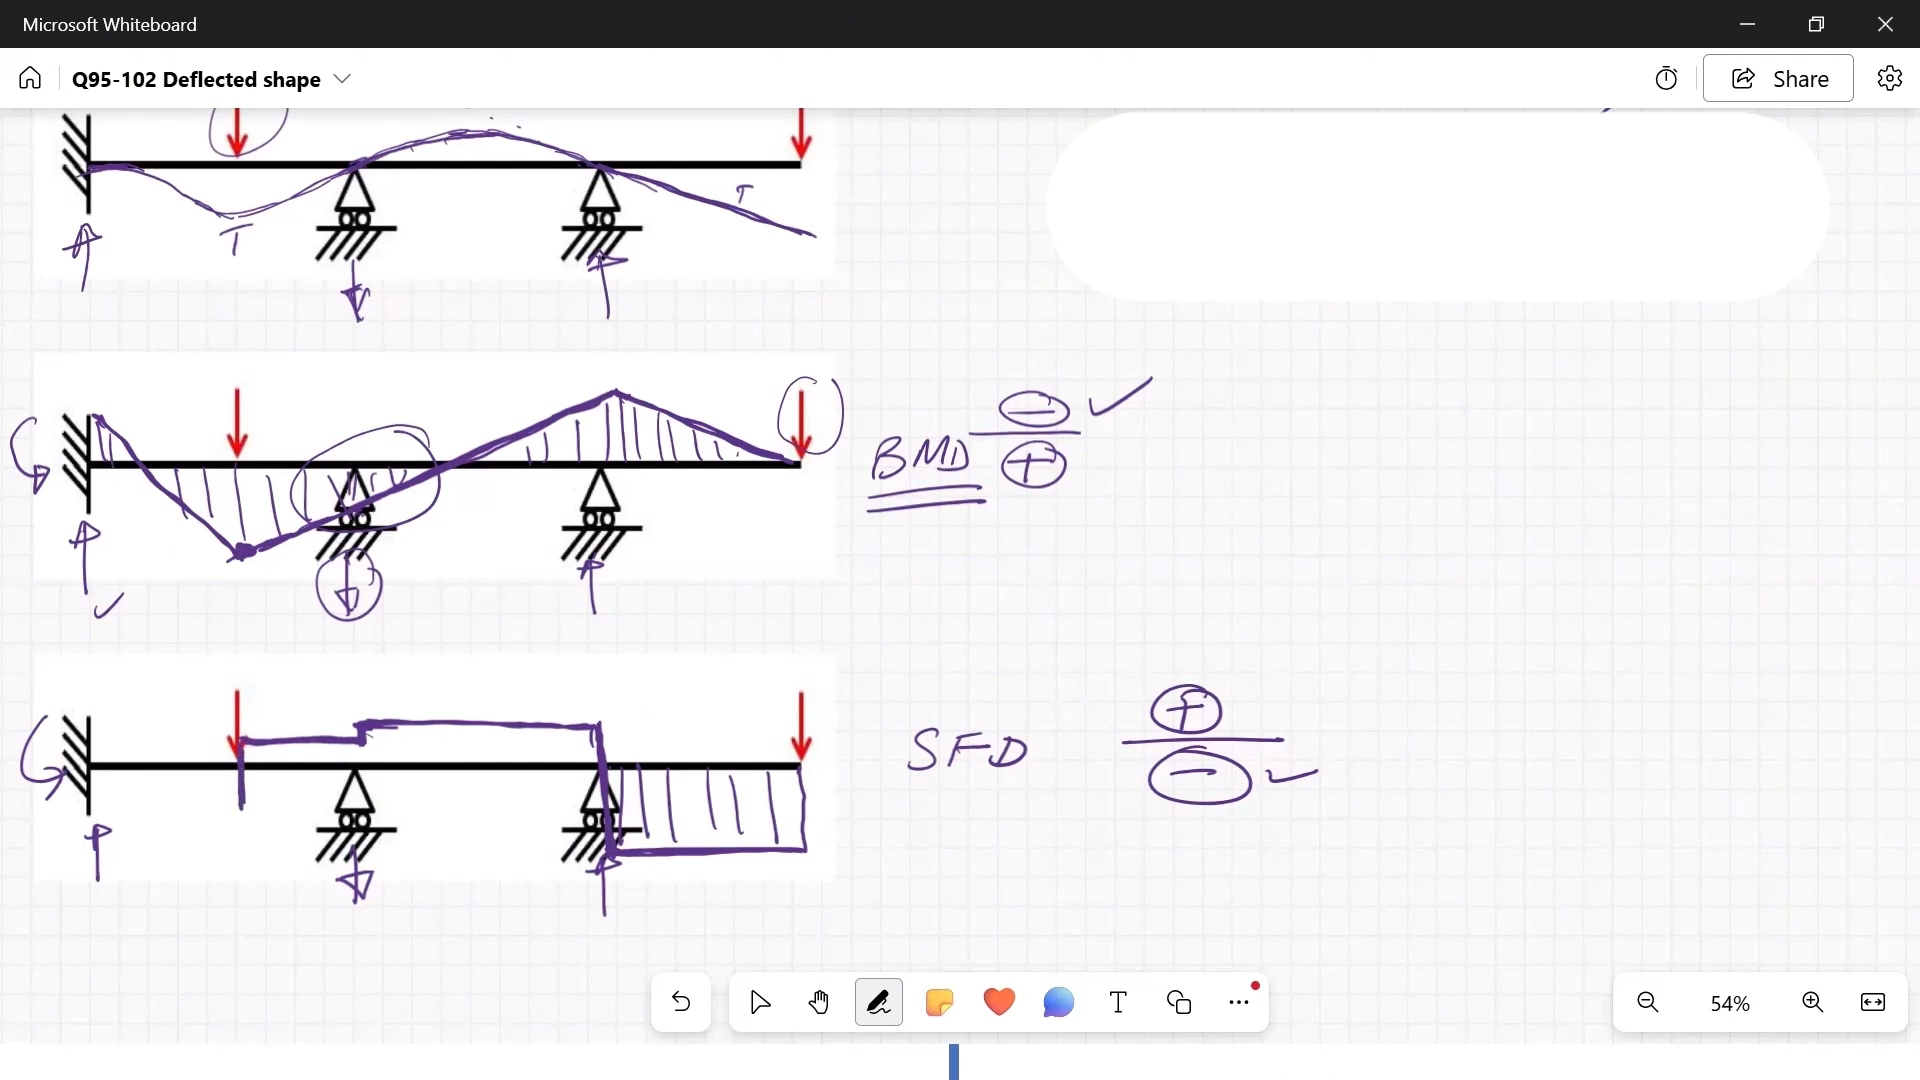 Microsoft Whiteboard
Q95-102 Deflected shape
Share
T
T
BMD
−
+
SFD
+
−
T
54%